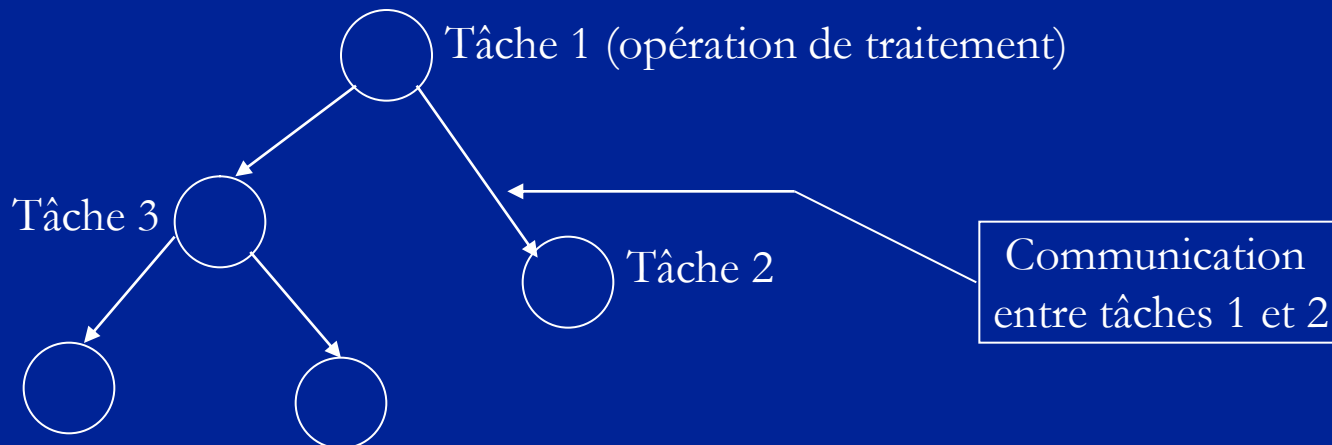 Tâche 1 (opération de traitement)
Tâche 3
Tâche 2
Communication
entre tâches 1 et 2